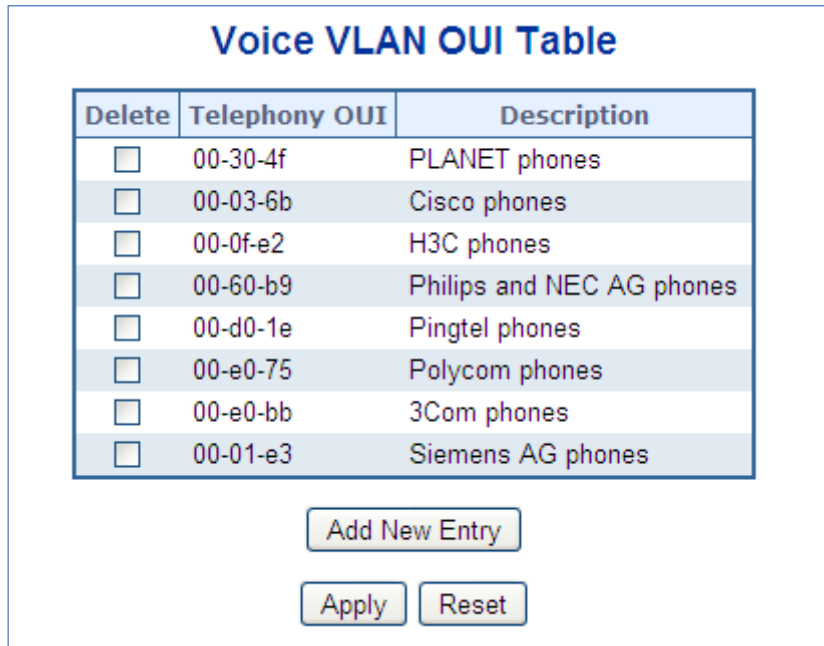 Voice VLAN OUI Table
Delete Telephony OUI Description
00-30-4f PLANET phones
00-03-6b Cisco phones
00-0f-e2 H3C phones
00-60-b9 Philips and NEC AG phones
00-d0-1e Pingtel phones
00-e0-75 Polycom phones
00-e0-bb 3Com phones
00-01-e3 Siemens AG phones
Add New Entry
Apply Reset